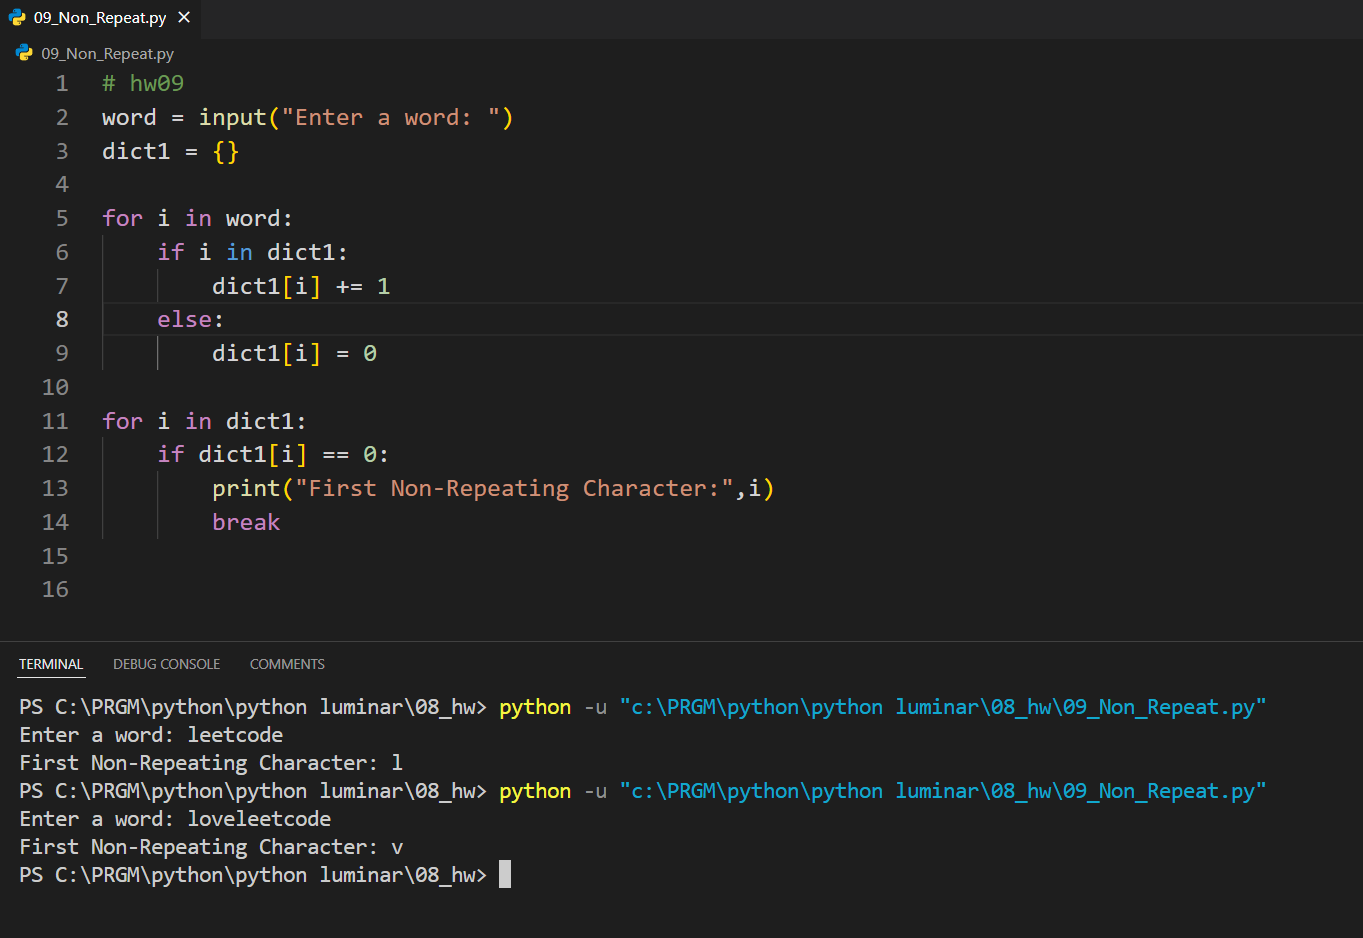 09_Non_Repeat.py ×
09_Non_Repeat.py
1 # hw09
2 word = input("Enter a word: ")
3 dict1 = {}
4
5 for i in word:
6     if i in dict1:
7         dict1[i] += 1
8     else:
9         dict1[i] = 0
10
11 for i in dict1:
12     if dict1[i] == 0:
13         print("First Non-Repeating Character:",i)
14         break
15
16
TERMINAL DEBUG CONSOLE COMMENTS
PS C:\PRGM\python\python luminar\08_hw> python -u "c:\PRGM\python\python luminar\08_hw\09_Non_Repeat.py"
Enter a word: leetcode
First Non-Repeating Character: l
PS C:\PRGM\python\python luminar\08_hw> python -u "c:\PRGM\python\python luminar\08_hw\09_Non_Repeat.py"
Enter a word: loveleetcode
First Non-Repeating Character: v
PS C:\PRGM\python\python luminar\08_hw>